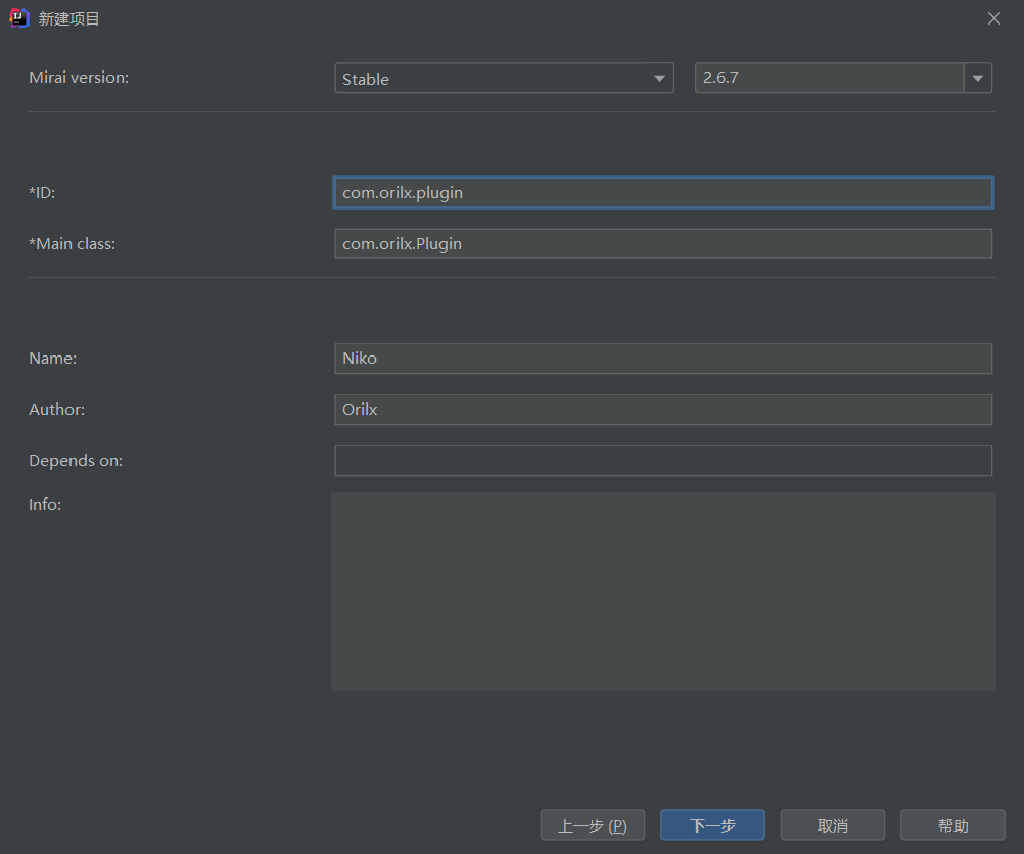 新建项目
Mirai version: Stable 2.6.7
*ID: com.orilx.plugin
*Main class: com.orilx.Plugin
Name: Niko
Author: Orilx
Depends on:
Info:
上一步 (P) 下一步 取消 帮助